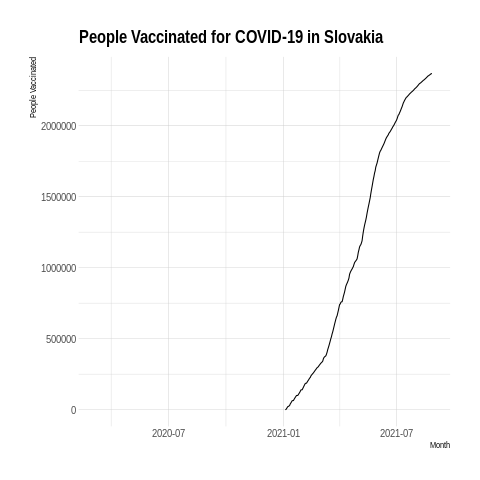 People Vaccinated for COVID-19 in Slovakia
People Vaccinated
2000000
1500000
1000000
500000
0
2020-07 2021-01 2021-07
Month